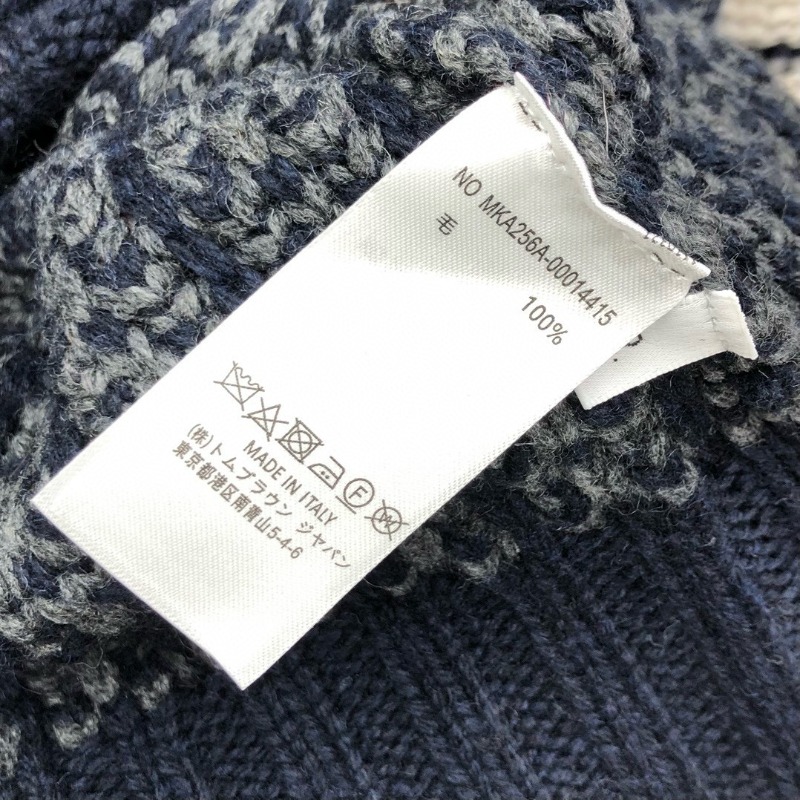 NO MKA256A-00014415
毛 100%
MADE IN ITALY
(株)トムブラウン ジャパン
東京都港区南青山5-4-6